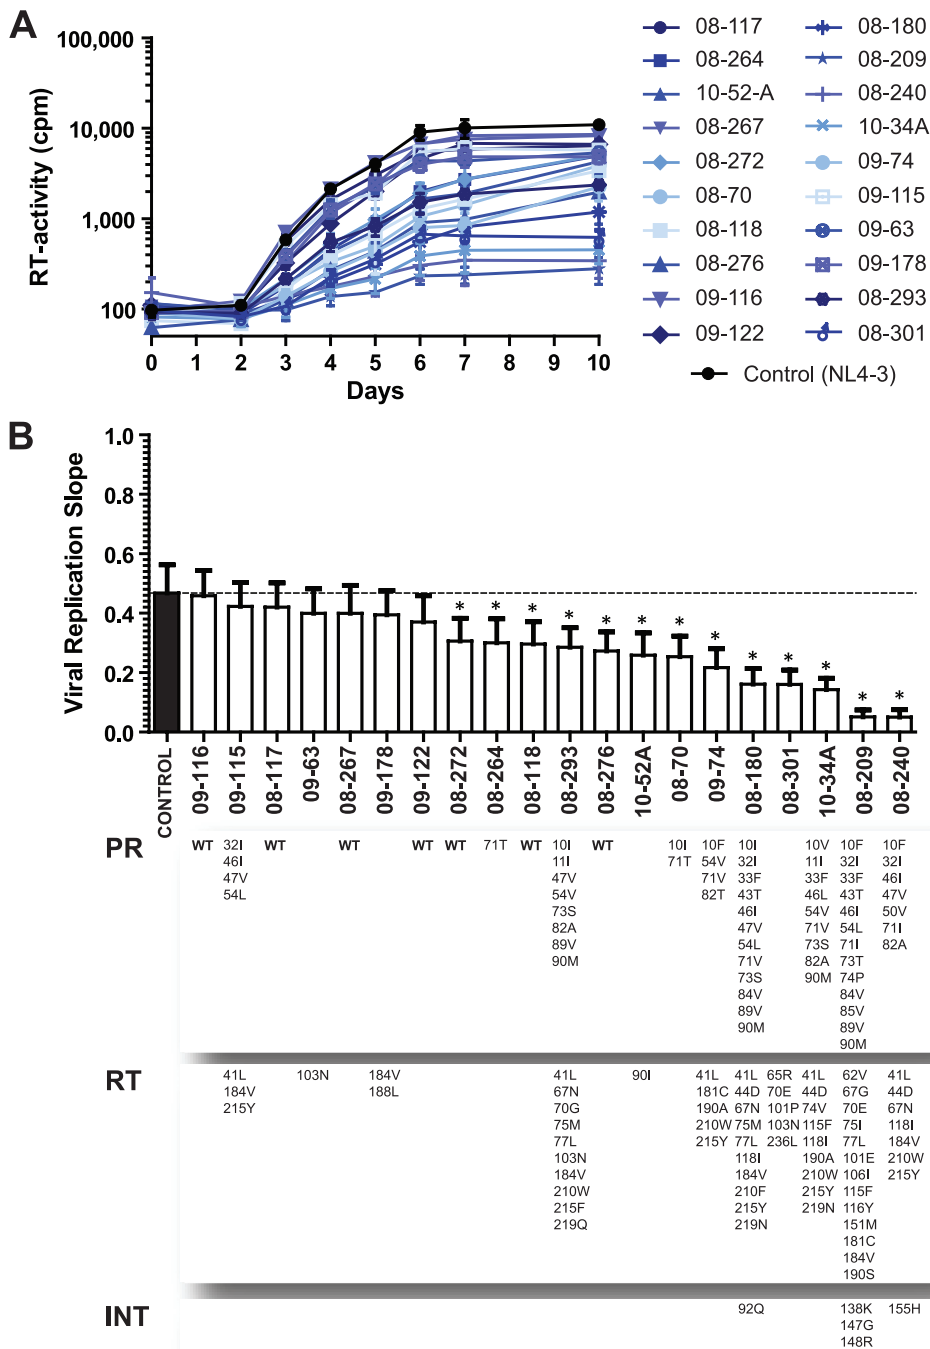 A
100,000
10,000
1,000
100
RT-activity (cpm)
0 1 2 3 4 5 6 7 8 9 10
Days
08-117
08-264
10-52-A
08-267
08-272
08-70
08-118
08-276
09-116
09-122
08-180
08-209
08-240
10-34A
09-74
09-115
09-63
09-178
08-293
08-301
Control (NL4-3)
B
1.0
0.8
0.6
0.4
0.2
0.0
Viral Replication Slope
* * * * * * * * * * * * *
CONTROL
09-116
09-115
08-117
09-63
08-267
09-178
09-122
08-272
08-264
08-118
08-293
08-276
10-52A
08-70
09-74
08-180
08-301
10-34A
08-209
08-240
PR
WT 32I WT WT WT WT 71T WT 10I WT 10I 10F 10I 10V 10F 10F
46I 11I 71T 54V 32I 11I 32I 32I
47V 47V 71V 33F 33F 33F 46I
54L 54V 82T 43T 46L 43T 47V
73S 46I 54V 46I 50V
82A 47V 71V 54L 71I
89V 54L 73S 71I 82A
90M 71V 82A 73T
73S 90M 74P
84V 84V
89V 85V
90M 89V
90M
RT
41L 103N 184V 41L 90I 41L 41L 65R 41L 62V 41L
184V 188L 67N 181C 44D 70E 44D 67G 44D
215Y 70G 190A 67N 101P 74V 70E 67N
75M 210W 75M 103N 115F 75I 118I
77L 215Y 77L 236L 118I 77L 184V
103N 118I 190A 101E 210W
184V 184V 210W 106I 215Y
210W 210F 215Y 115F
215F 215Y 219N 116Y
219Q 219N 151M
181C
184V
190S
INT
92Q 138K 155H
147G
148R